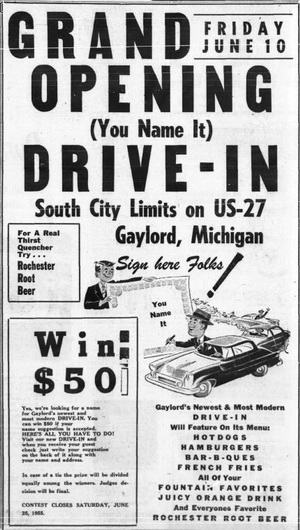 GRAND
FRIDAY
JUNE 10
OPENING
(You Name It)
DRIVE-IN
South City Limits on US-27
Gaylord, Michigan
For A Real
Thirst
Quencher
Try . . .
Rochester
Root
Beer
Sign here Folks!
You
Name
It
Win
$50
Yes, we're looking for a name
for Gaylord's newest and
most modern DRIVE-IN. You
can win $50 if your
name suggestion is accepted.
HERE'S ALL YOU HAVE TO DO!
Visit our new DRIVE-IN and
when you receive your guest
check just write your suggestion
on the back of it along with
your name and address.
In case of a tie the prize will be divided
equally among the winners. Judges de-
cision will be final.
CONTEST CLOSES SATURDAY, JUNE
25, 1955.
Gaylord's Newest & Most Modern
DRIVE-IN
Will Feature On Its Menu:
HOTDOGS
HAMBURGERS
BAR-B-QUES
FRENCH FRIES
All Of Your
FOUNTAIN FAVORITES
JUICY ORANGE DRINK
And Everyones Favorite
ROCHESTER ROOT BEER